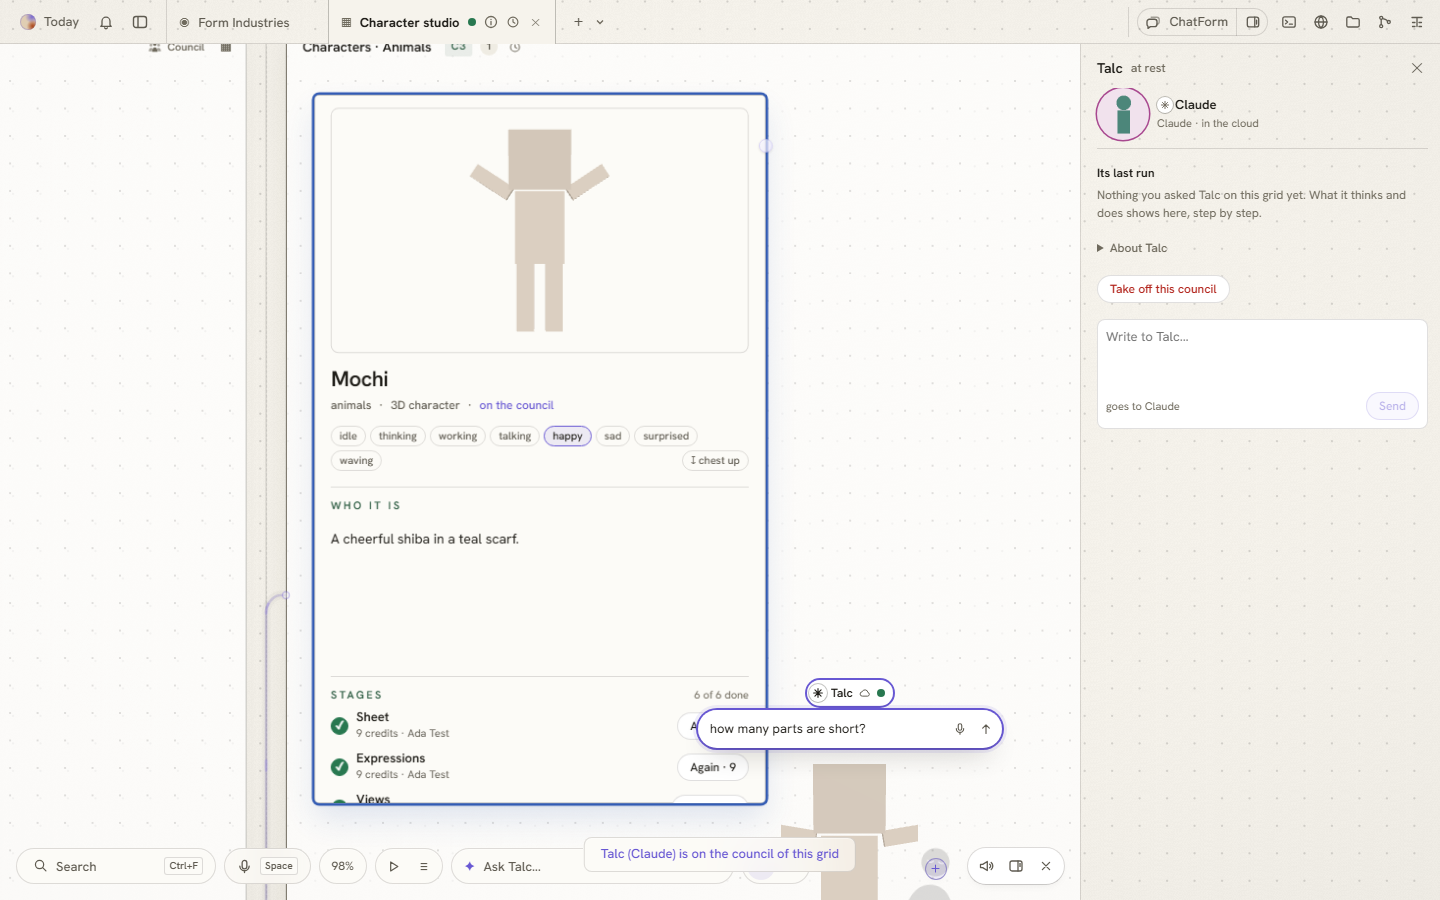 Today
Form Industries
Character studio
ChatForm
Council
Characters · Animals
C3
1
Talc at rest
Claude
Claude · in the cloud
Its last run
Nothing you asked Talc on this grid yet. What it thinks and
does shows here, step by step.
About Talc
Take off this council
Write to Talc...
goes to Claude
Send
Mochi
animals · 3D character · on the council
idle
thinking
working
talking
happy
sad
surprised
waving
chest up
WHO IT IS
A cheerful shiba in a teal scarf.
STAGES
6 of 6 done
Sheet
9 credits · Ada Test
Expressions
9 credits · Ada Test
Again · 9
Views
Talc
how many parts are short?
Search
Ctrl+F
Space
98%
Ask Talc...
Talc (Claude) is on the council of this grid